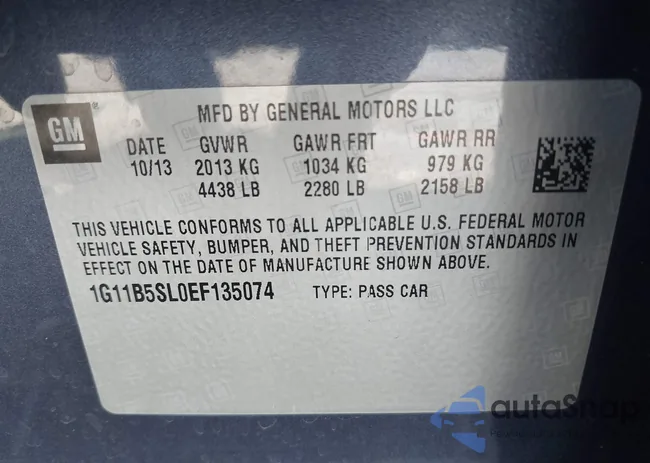 GM
MFD BY GENERAL MOTORS LLC
DATE GVWR GAWR FRT GAWR RR
10/13 2013 KG 1034 KG 979 KG
4438 LB 2280 LB 2158 LB
THIS VEHICLE CONFORMS TO ALL APPLICABLE U.S. FEDERAL MOTOR
VEHICLE SAFETY, BUMPER, AND THEFT PREVENTION STANDARDS IN
EFFECT ON THE DATE OF MANUFACTURE SHOWN ABOVE.
1G11B5SL0EF135074 TYPE: PASS CAR
autoSnap